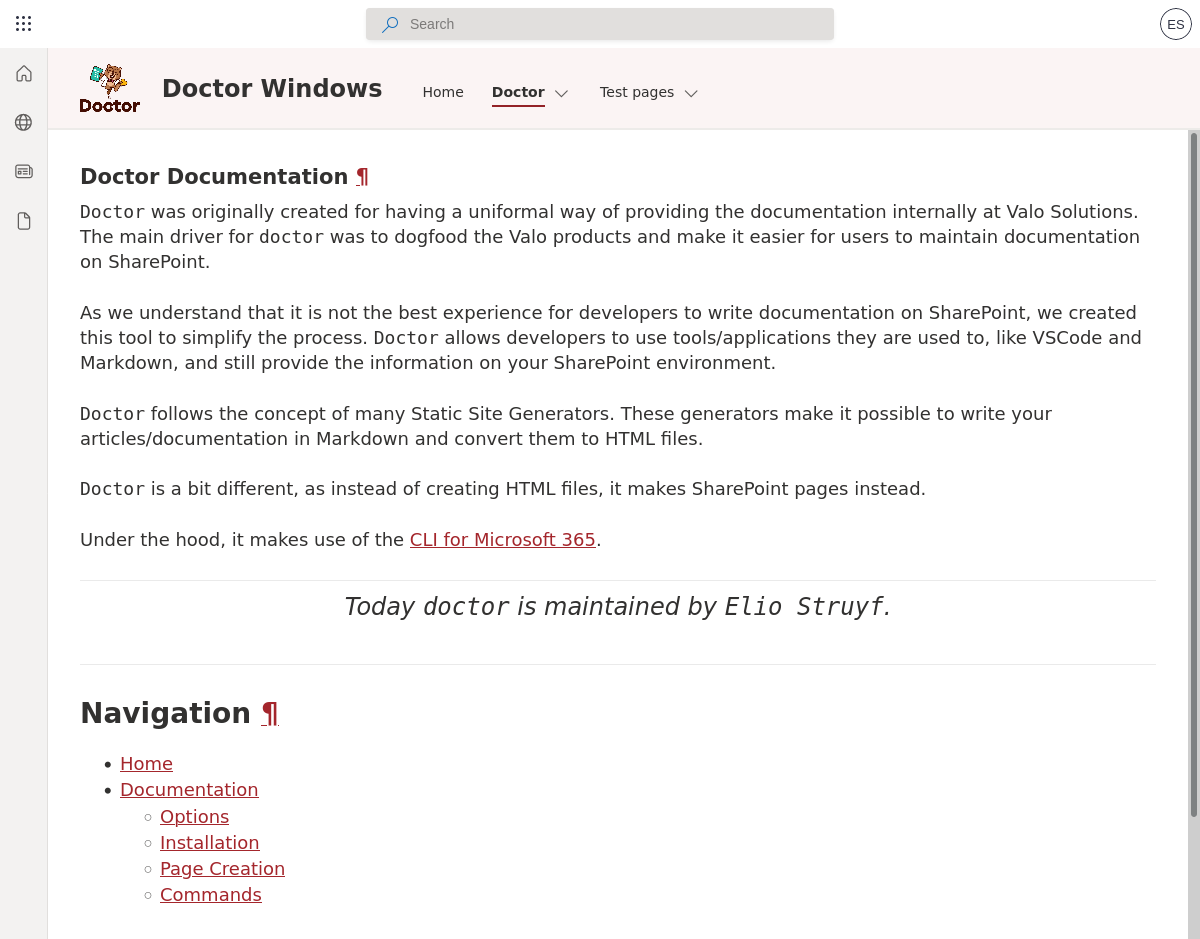 Search
ES
Doctor
Doctor Windows
Home
Doctor
Test pages
Doctor Documentation ¶
Doctor was originally created for having a uniformal way of providing the documentation internally at Valo Solutions.
The main driver for doctor was to dogfood the Valo products and make it easier for users to maintain documentation
on SharePoint.
As we understand that it is not the best experience for developers to write documentation on SharePoint, we created
this tool to simplify the process. Doctor allows developers to use tools/applications they are used to, like VSCode and
Markdown, and still provide the information on your SharePoint environment.
Doctor follows the concept of many Static Site Generators. These generators make it possible to write your
articles/documentation in Markdown and convert them to HTML files.
Doctor is a bit different, as instead of creating HTML files, it makes SharePoint pages instead.
Under the hood, it makes use of the CLI for Microsoft 365.
Today doctor is maintained by Elio Struyf.
Navigation ¶
• Home
• Documentation
○ Options
○ Installation
○ Page Creation
○ Commands